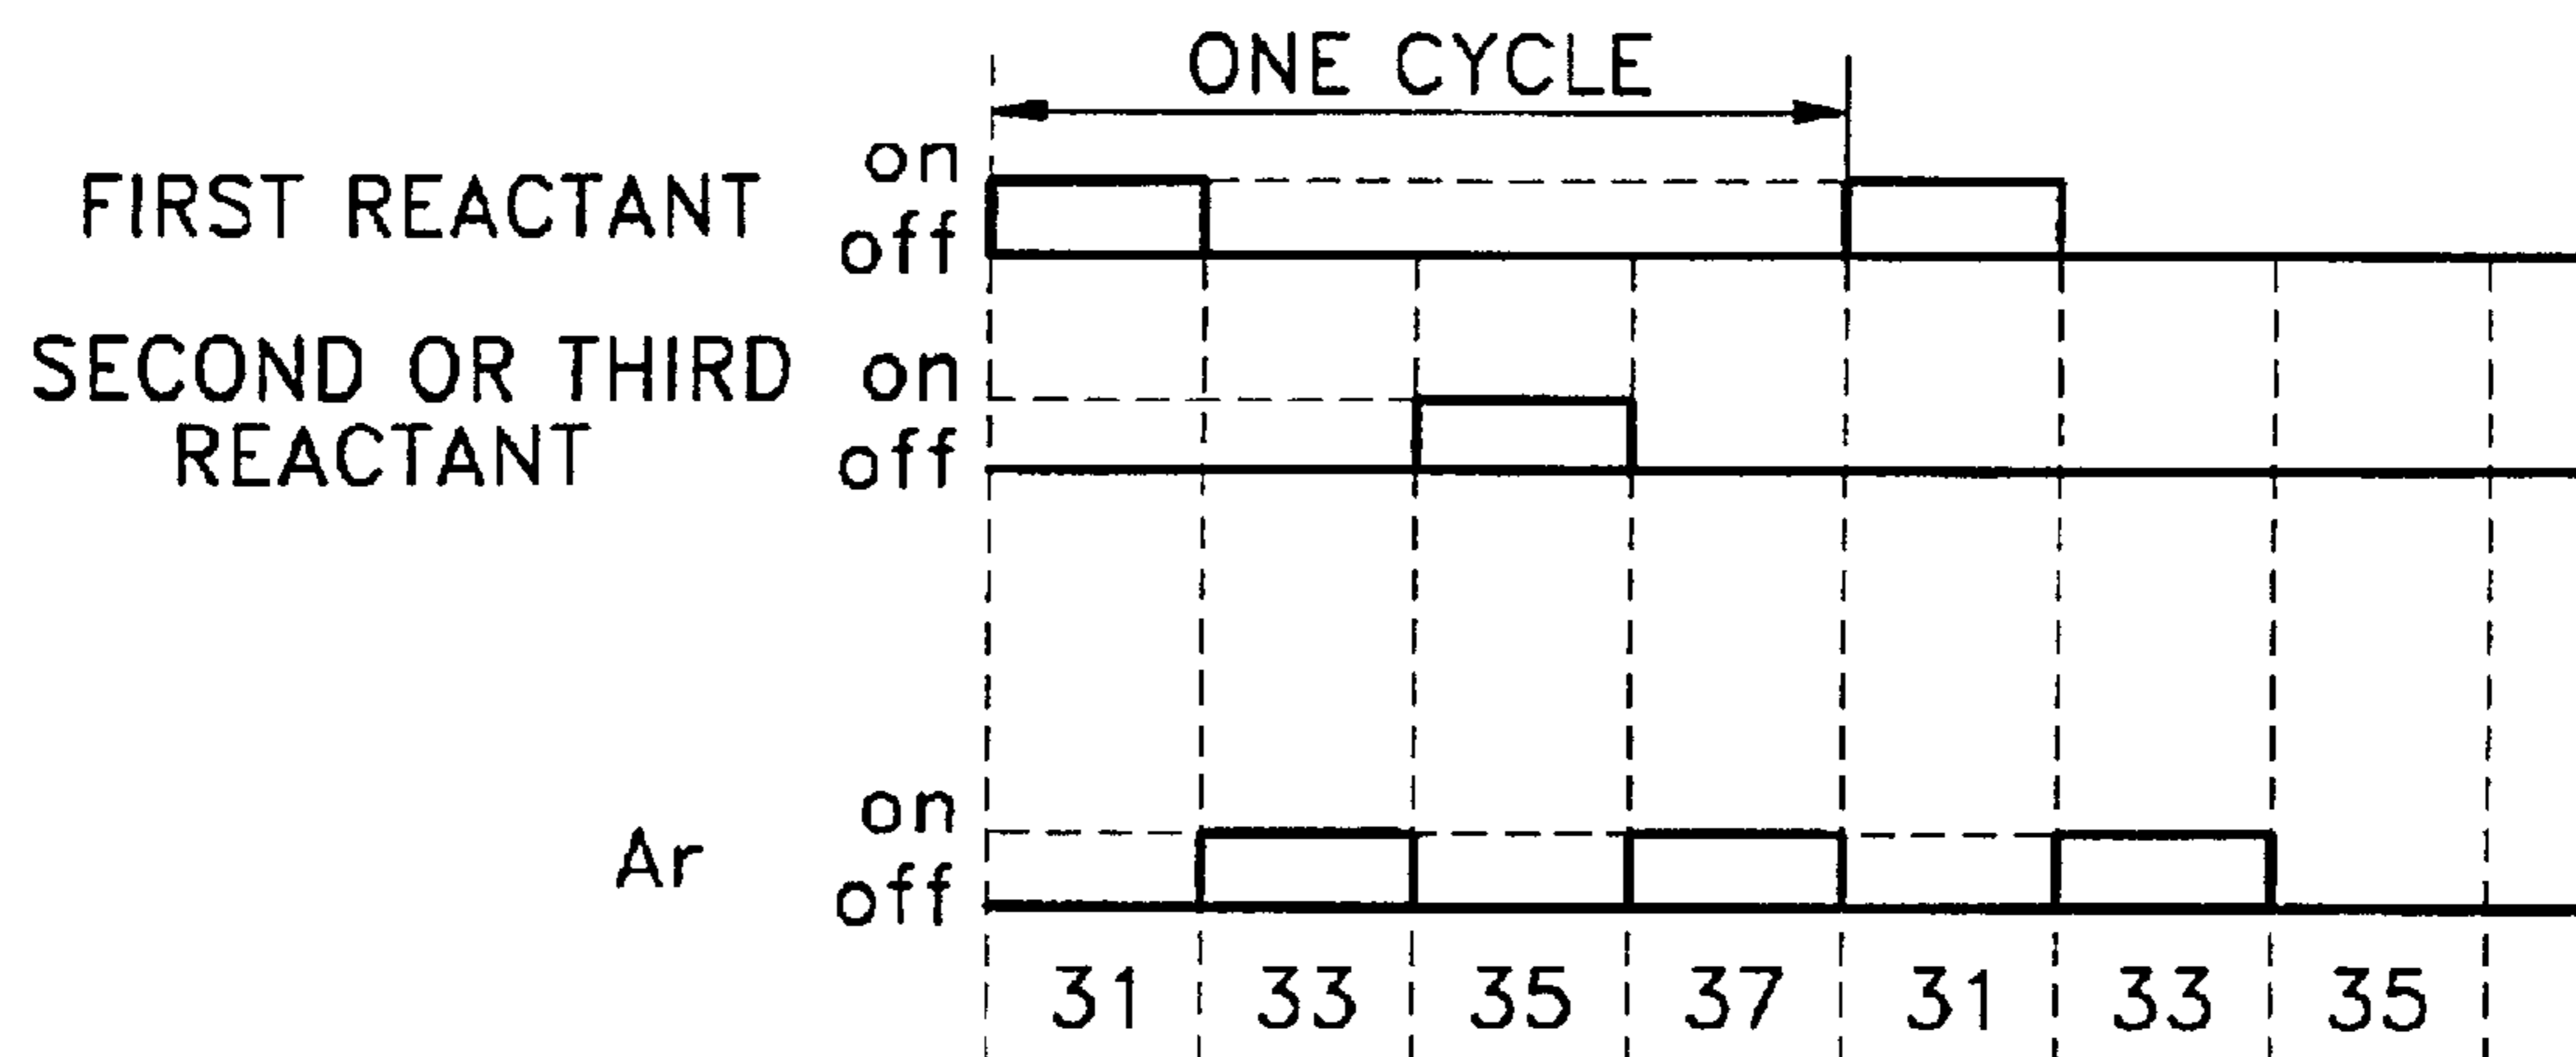 ONE CYCLE
FIRST REACTANT
on
off
SECOND OR THIRD
REACTANT
on
off
Ar
on
off
31 33 35 37 31 33 35